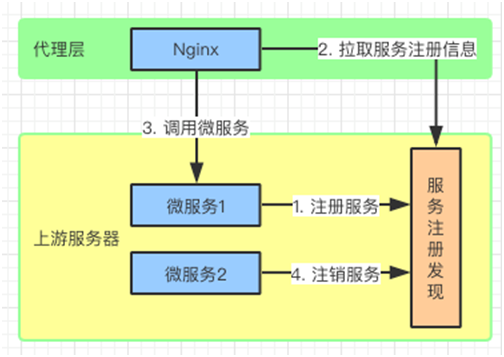 代理层
Nginx
2. 拉取服务注册信息
3. 调用微服务
上游服务器
微服务1
1. 注册服务
微服务2
4. 注销服务
服
务
注
册
发
现